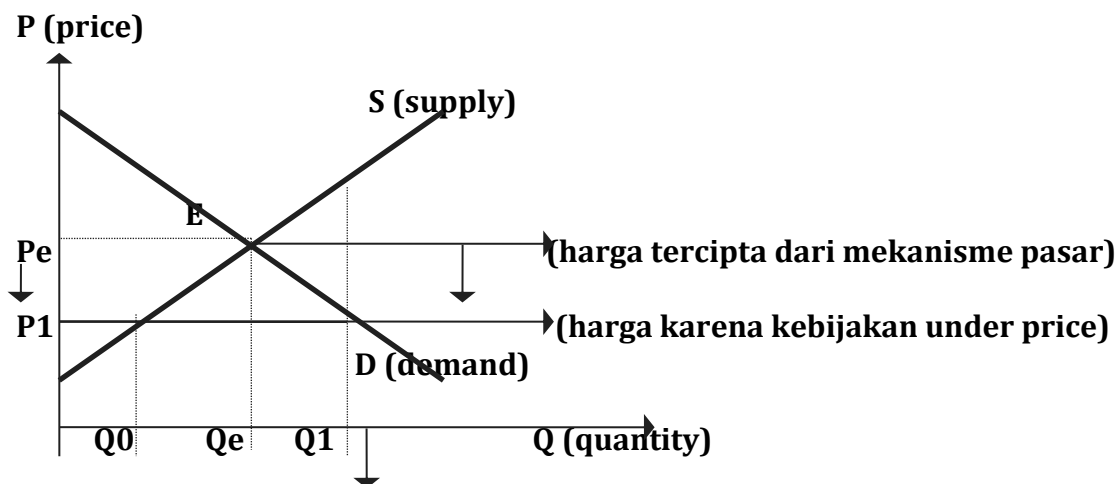 P (price)
S (supply)
E
Pe
(harga tercipta dari mekanisme pasar)
P1
(harga karena kebijakan under price)
D (demand)
Q0 Qe Q1 Q (quantity)